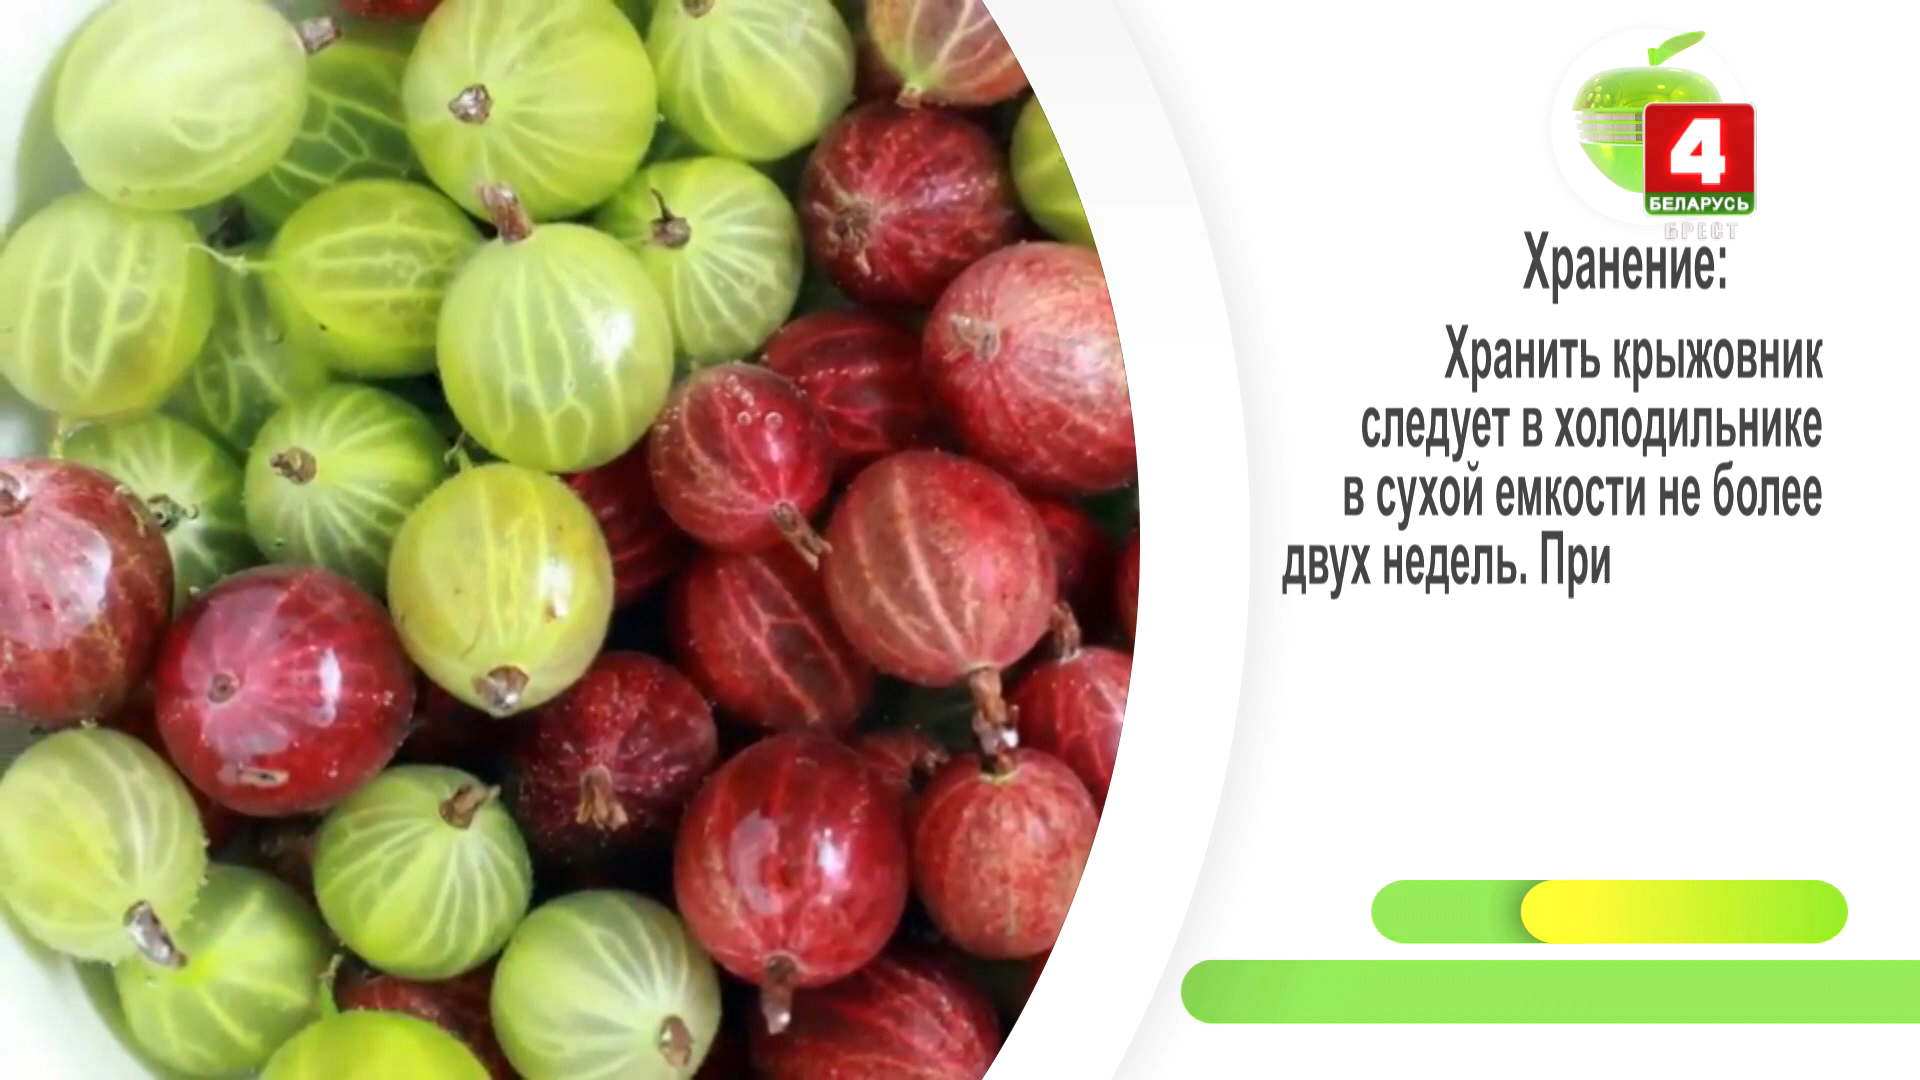 4
БЕЛАРУСЬ
БРЕСТ
Хранение:
Хранить крыжовник
следует в холодильнике
в сухой емкости не более
двух недель. При